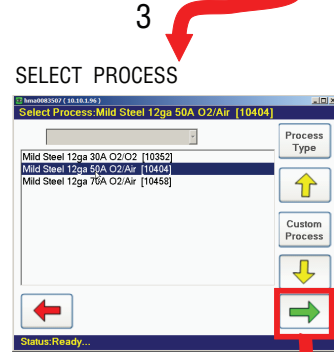 3
SELECT PROCESS
hma0083507 ( 10.10.1.96 )
Select Process:Mild Steel 12ga 50A O2/Air [10404]
Process
Type
Mild Steel 12ga 30A O2/O2 [10352]
Mild Steel 12ga 50A O2/Air [10404]
Mild Steel 12ga 70A O2/Air [10458]
Custom
Process
Status:Ready...